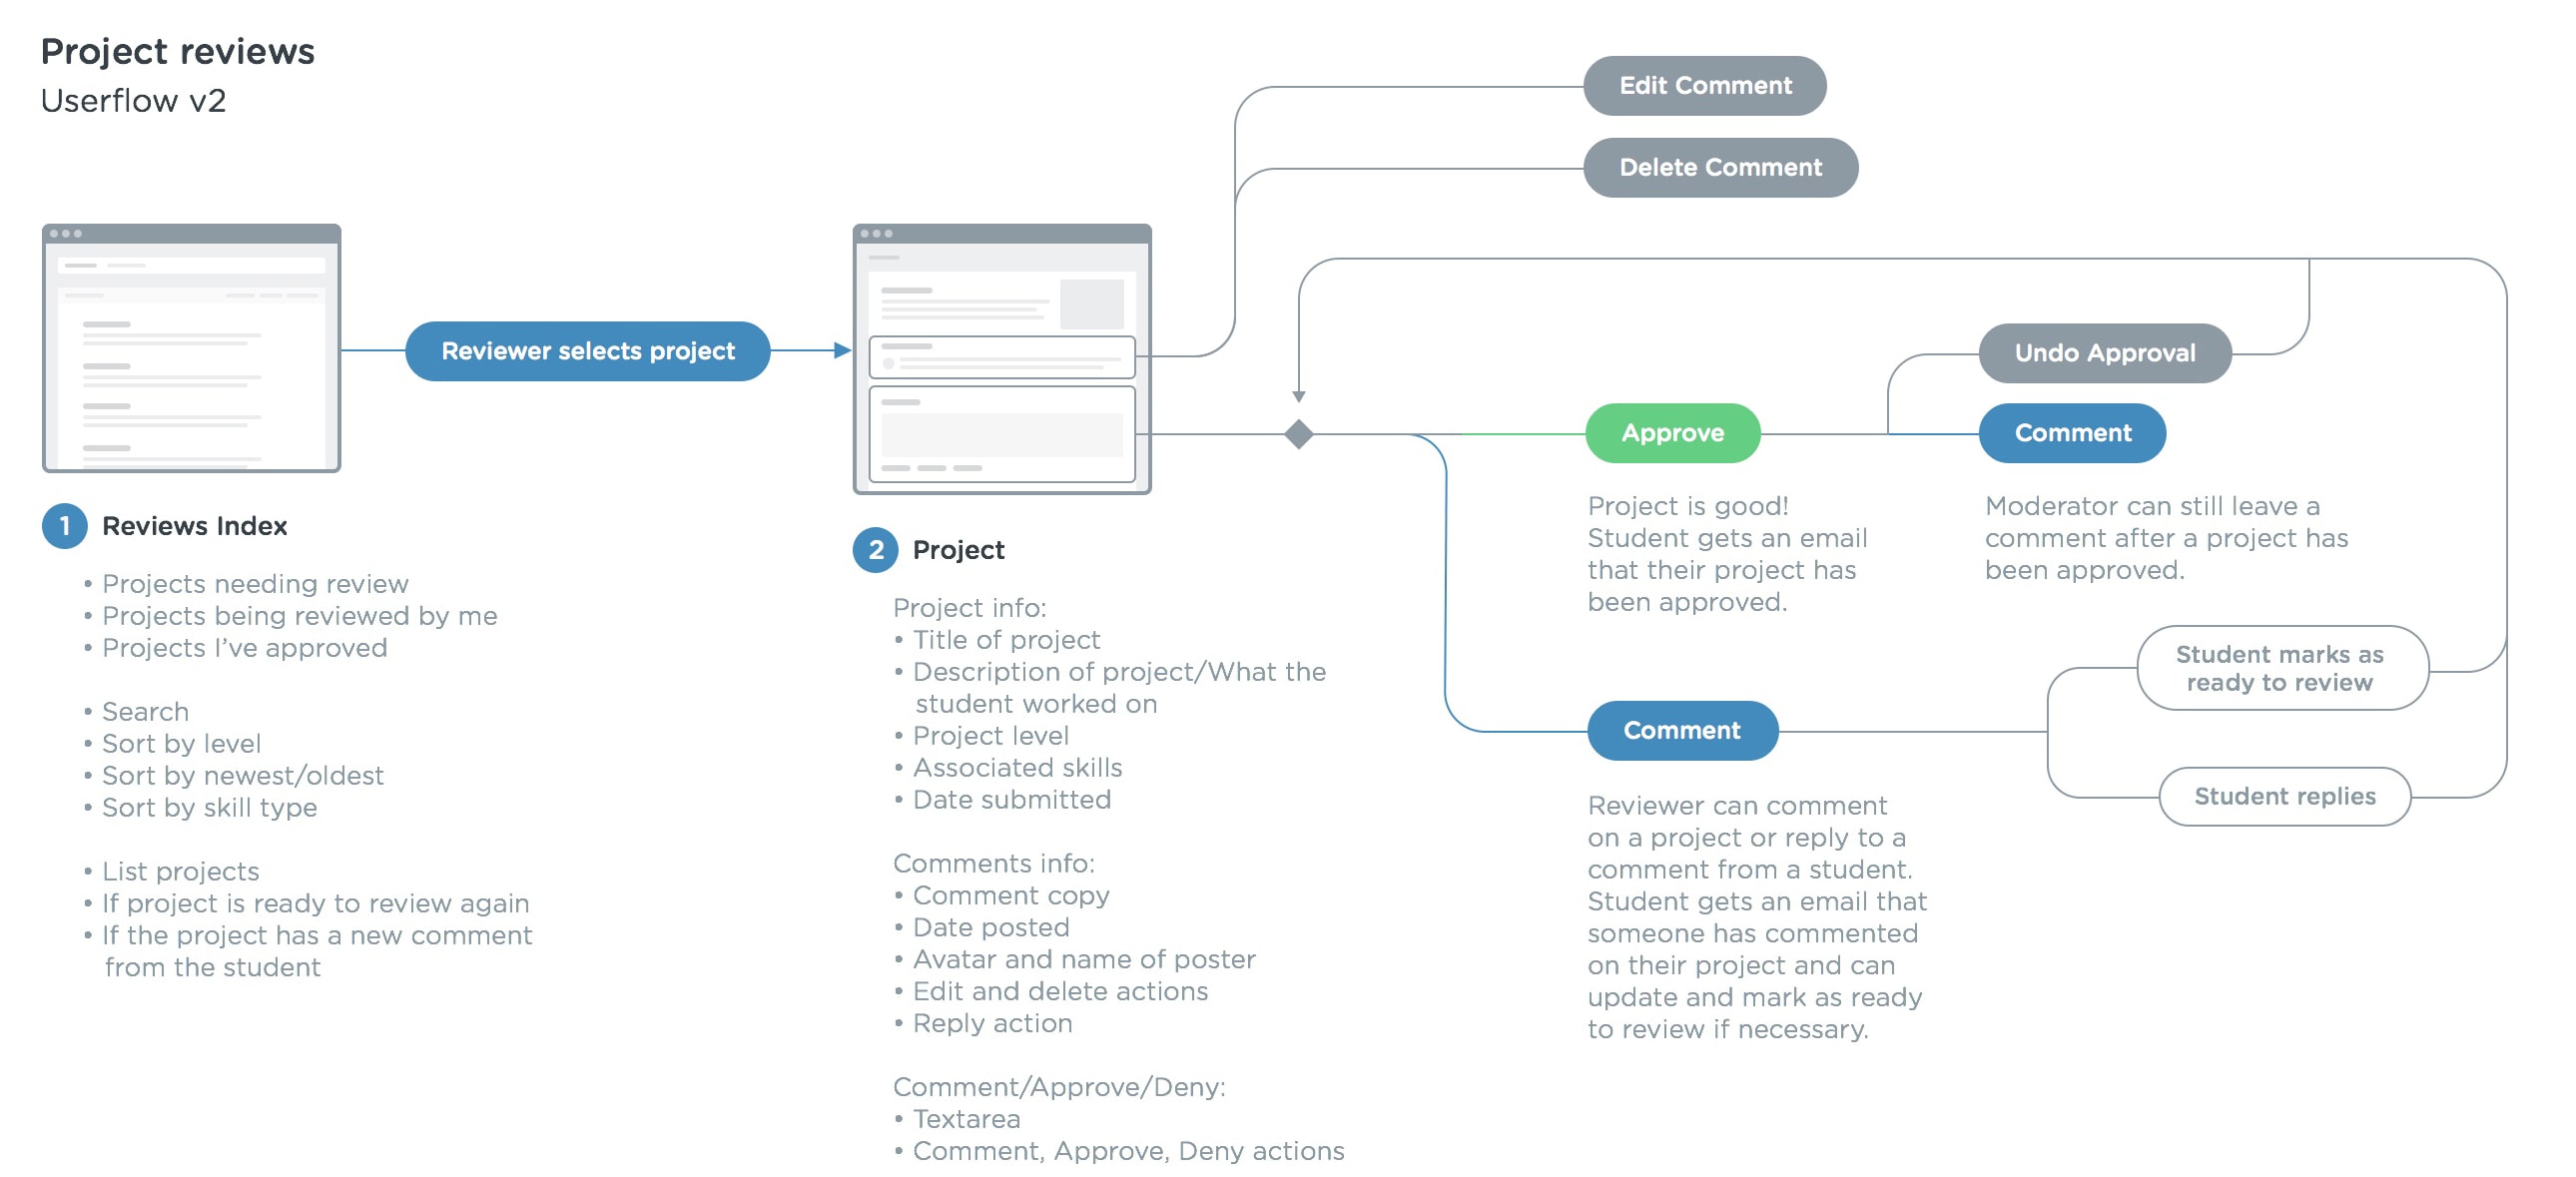 Project reviews
Userflow v2
Edit Comment
Delete Comment
Reviewer selects project
Undo Approval
Approve
Comment
Project is good!
Student gets an email
that their project has
been approved.
Moderator can still leave a
comment after a project has
been approved.
1 Reviews Index
• Projects needing review
• Projects being reviewed by me
• Projects I’ve approved
• Search
• Sort by level
• Sort by newest/oldest
• Sort by skill type
• List projects
• If project is ready to review again
• If the project has a new comment
from the student
2 Project
Project info:
• Title of project
• Description of project/What the
student worked on
• Project level
• Associated skills
• Date submitted
Comments info:
• Comment copy
• Date posted
• Avatar and name of poster
• Edit and delete actions
• Reply action
Comment/Approve/Deny:
• Textarea
• Comment, Approve, Deny actions
Comment
Reviewer can comment
on a project or reply to a
comment from a student.
Student gets an email that
someone has commented
on their project and can
update and mark as ready
to review if necessary.
Student marks as
ready to review
Student replies